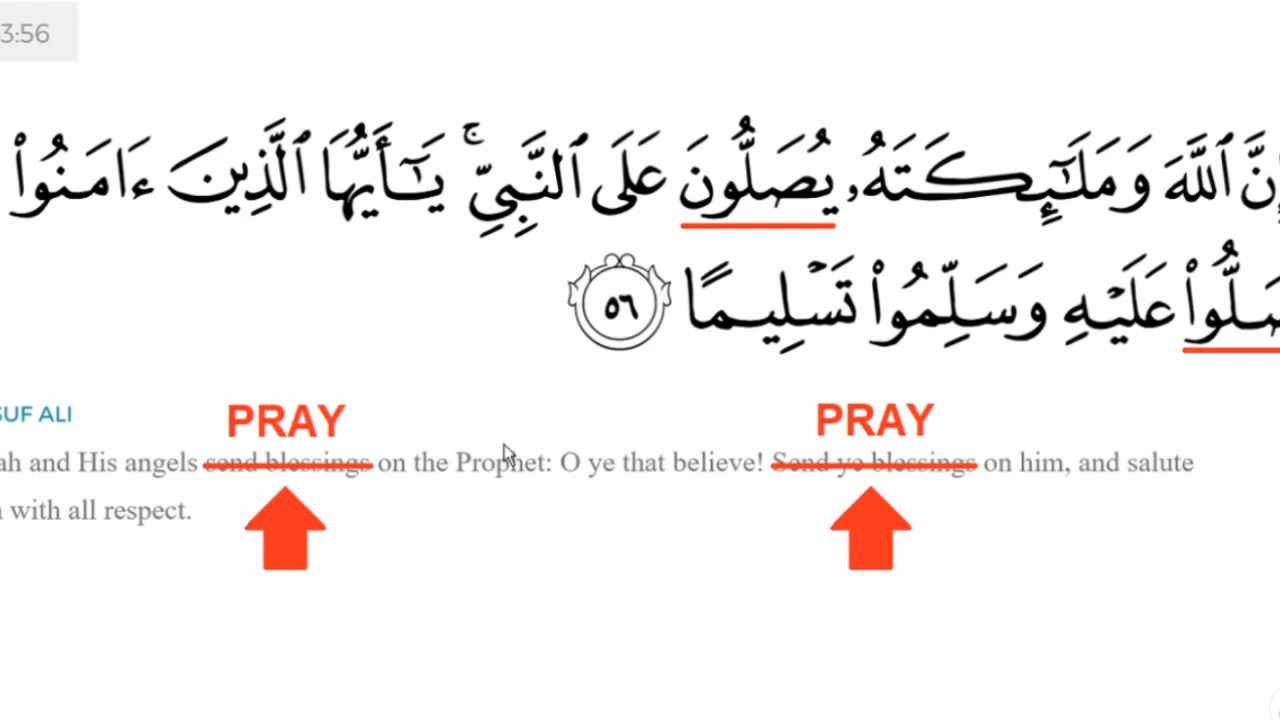 3:56
إِنَّ ٱللَّهَ وَمَلَـٰٓئِكَتَهُۥ يُصَلُّونَ عَلَى ٱلنَّبِىِّ ۚ يَـٰٓأَيُّهَا ٱلَّذِينَ ءَامَنُوا۟
صَلُّوا۟ عَلَيْهِ وَسَلِّمُوا۟ تَسْلِيمًا ٥٦
SUF ALI
PRAY PRAY
ah and His angels send blessings on the Prophet: O ye that believe! Send ye blessings on him, and salute
with all respect.